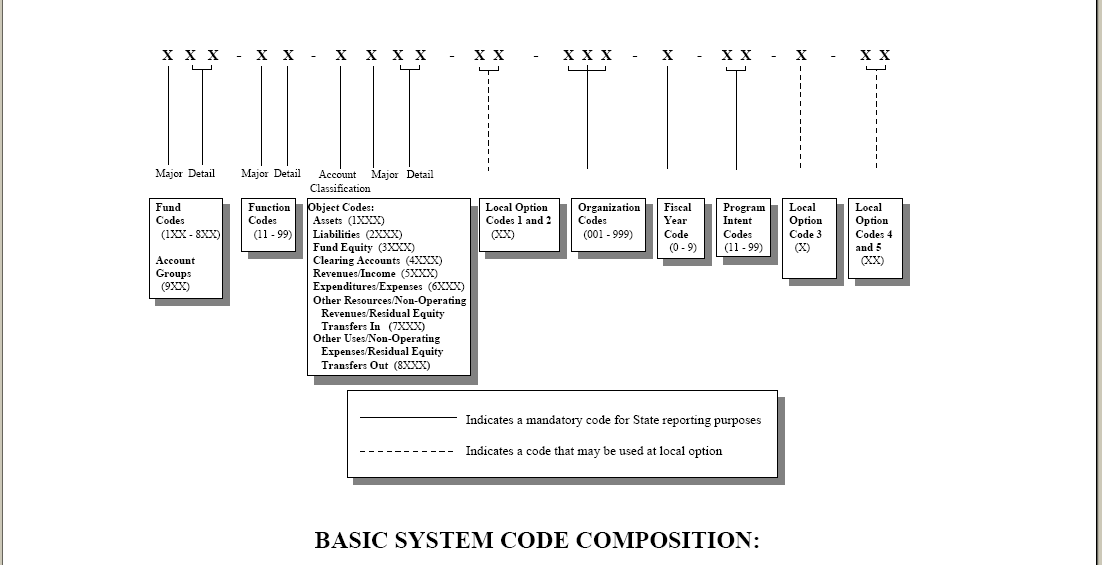 X X X - X X - X X X X - X X - X X X - X - X X - X - X X
Major Detail Major Detail Account Major Detail
Classification
Fund
Codes
(1XX - 8XX)
Account
Groups
(9XX)
Function
Codes
(11 - 99)
Object Codes:
Assets (1XXX)
Liabilities (2XXX)
Fund Equity (3XXX)
Clearing Accounts (4XXX)
Revenues/Income (5XXX)
Expenditures/Expenses (6XXX)
Other Resources/Non-Operating
Revenues/Residual Equity
Transfers In (7XXX)
Other Uses/Non-Operating
Expenses/Residual Equity
Transfers Out (8XXX)
Local Option
Codes 1 and 2
(XX)
Organization
Codes
(001 - 999)
Fiscal
Year
Code
(0 - 9)
Program
Intent
Codes
(11 - 99)
Local
Option
Code 3
(X)
Local
Option
Codes 4
and 5
(XX)
Indicates a mandatory code for State reporting purposes
Indicates a code that may be used at local option
BASIC SYSTEM CODE COMPOSITION: